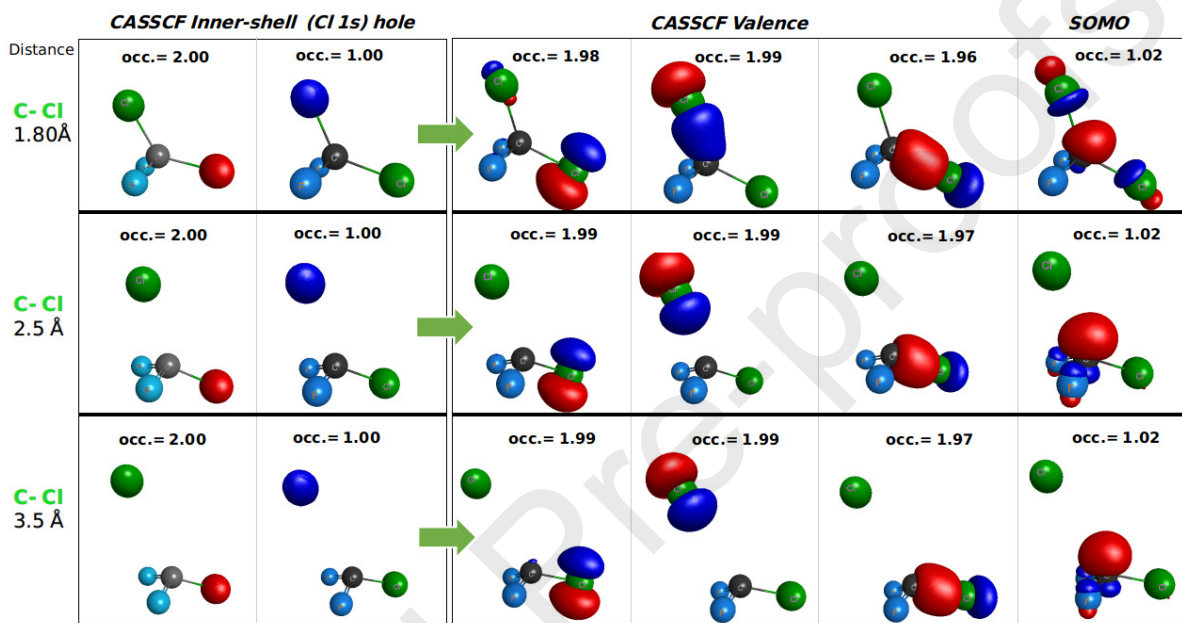 CASSCF Inner-shell (Cl 1s) hole
CASSCF Valence
SOMO
Distance
occ.= 2.00
occ.= 1.00
occ.= 1.98
occ.= 1.99
occ.= 1.96
occ.= 1.02
C- Cl
1.80Å
occ.= 2.00
occ.= 1.00
occ.= 1.99
occ.= 1.99
occ.= 1.97
occ.= 1.02
C- Cl
2.5 Å
occ.= 2.00
occ.= 1.00
occ.= 1.99
occ.= 1.99
occ.= 1.97
occ.= 1.02
C- Cl
3.5 Å
Pre-proofs